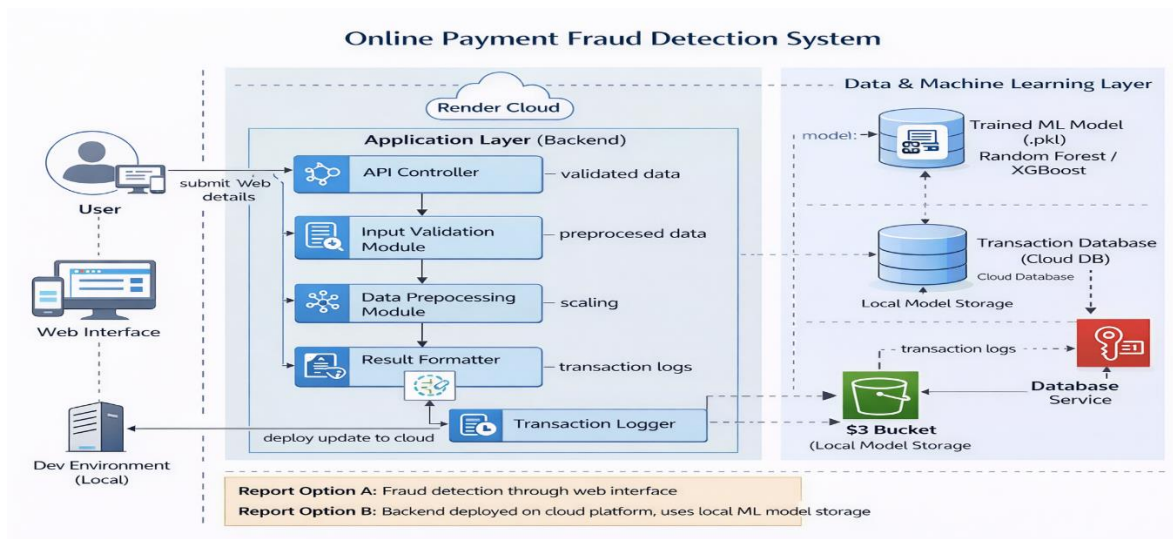 Online Payment Fraud Detection System
Render Cloud
Data & Machine Learning Layer
Application Layer (Backend)
User
submit Web
details
Web Interface
Dev Environment
(Local)
API Controller
validated data
Input Validation
Module
preprocesed data
Data Prepocessing
Module
scaling
Result Formatter
transaction logs
Transaction Logger
deploy update to cloud
model:
Trained ML Model
(.pkl)
Random Forest /
XGBoost
Transaction Database
(Cloud DB)
Cloud Database
Local Model Storage
transaction logs
Database
Service
$3 Bucket
(Local Model Storage
Report Option A: Fraud detection through web interface
Report Option B: Backend deployed on cloud platform, uses local ML model storage